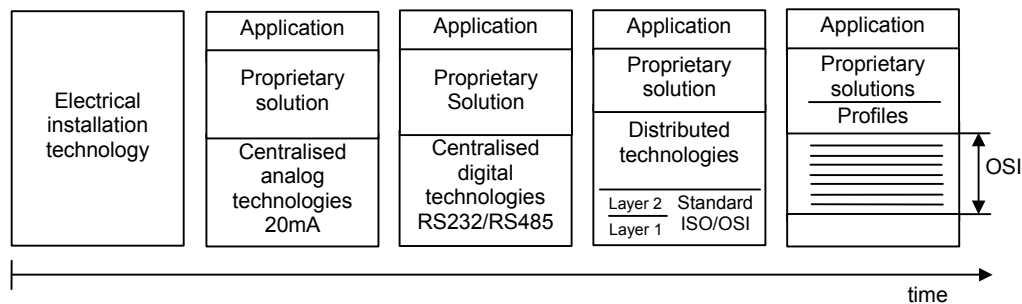 Electrical
installation
technology
Application
Proprietary
solution
Centralised
analog
technologies
20mA
Application
Proprietary
Solution
Centralised
digital
technologies
RS232/RS485
Application
Proprietary
solution
Distributed
technologies
Layer 2
Layer 1
Standard
ISO/OSI
Application
Proprietary
solutions
Profiles
OSI
time